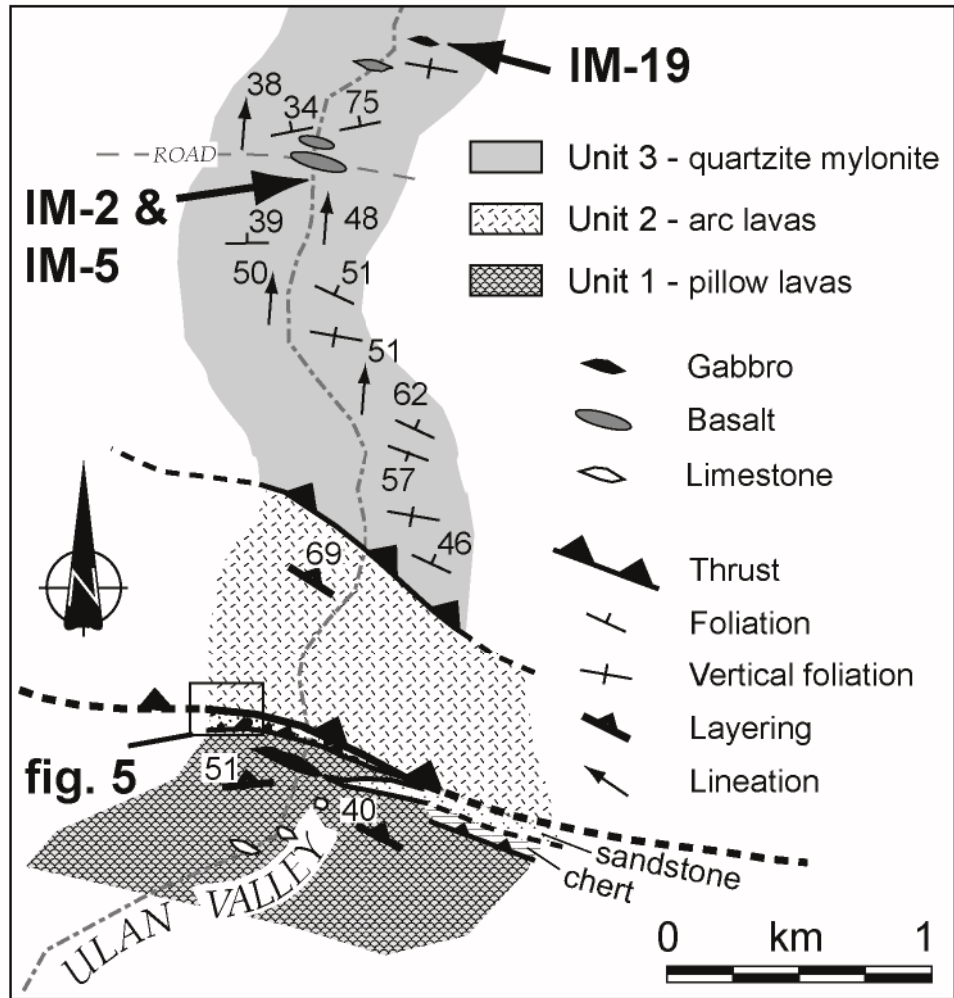 IM-19
38
34
75
ROAD
IM-2 &
IM-5
39
48
50
51
51
62
57
46
69
Unit 3 - quartzite mylonite
Unit 2 - arc lavas
Unit 1 - pillow lavas
Gabbro
Basalt
Limestone
Thrust
Foliation
Vertical foliation
Layering
Lineation
N
fig. 5
51
40
sandstone
chert
ULAN VALLEY
0 km 1